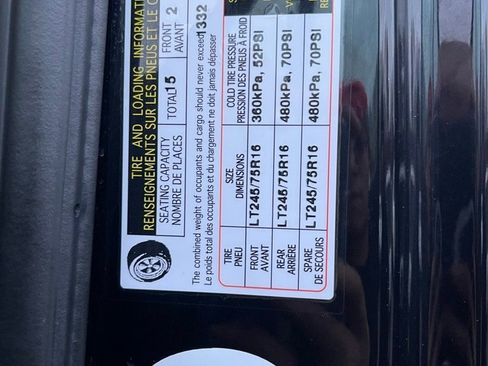 TIRE AND LOADING INFORMATI
RENSEIGNEMENTS SUR LES PNEUS ET LE C
SEATING CAPACITY
NOMBRE DE PLACES
TOTAL 15
FRONT 2
AVANT
The combined weight of occupants and cargo should never exceed 1332
Le poids total des occupants et du chargement ne doit jamais dépasser
TIRE
PNEU
SIZE
DIMENSIONS
COLD TIRE PRESSURE
PRESSION DES PNEUS À FROID
FRONT
AVANT
LT245/75R16
360kPa, 52PSI
REAR
ARRIÈRE
LT245/75R16
480kPa, 70PSI
SPARE
DE SECOURS
LT245/75R16
480kPa, 70PSI